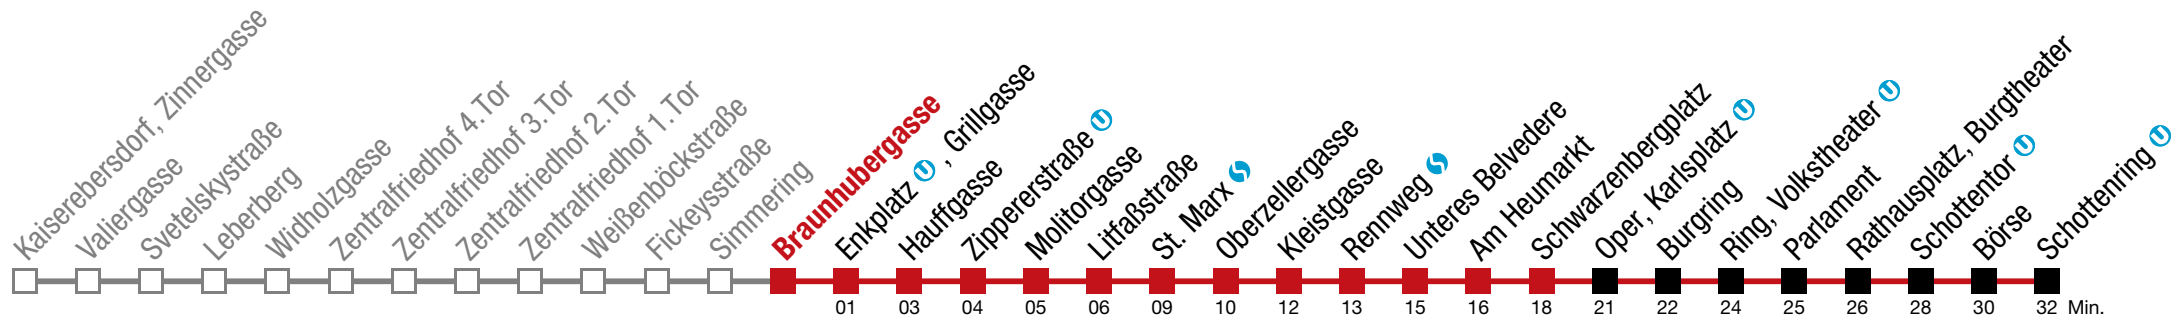 Kaiserebersdorf, Zinnergasse
Valiergasse
Svetelskystraße
Leberberg
Widholzgasse
Zentralfriedhof 4.Tor
Zentralfriedhof 3.Tor
Zentralfriedhof 2.Tor
Zentralfriedhof 1.Tor
Weißenböckstraße
Fickeysstraße
Simmering
Braunhubergasse
Enkplatz U , Grillgasse
Hauffgasse
Zippererstraße U
Molitorgasse
Litfaßstraße
St. Marx S
Oberzellergasse
Kleistgasse
Rennweg S
Unteres Belvedere
Am Heumarkt
Schwarzenbergplatz
Oper, Karlsplatz U
Burgring
Ring, Volkstheater U
Parlament
Rathausplatz, Burgtheater
Schottentor U
Börse
Schottenring U
01 03 04 05 06 09 10 12 13 15 16 18 21 22 24 25 26 28 30 32 Min.